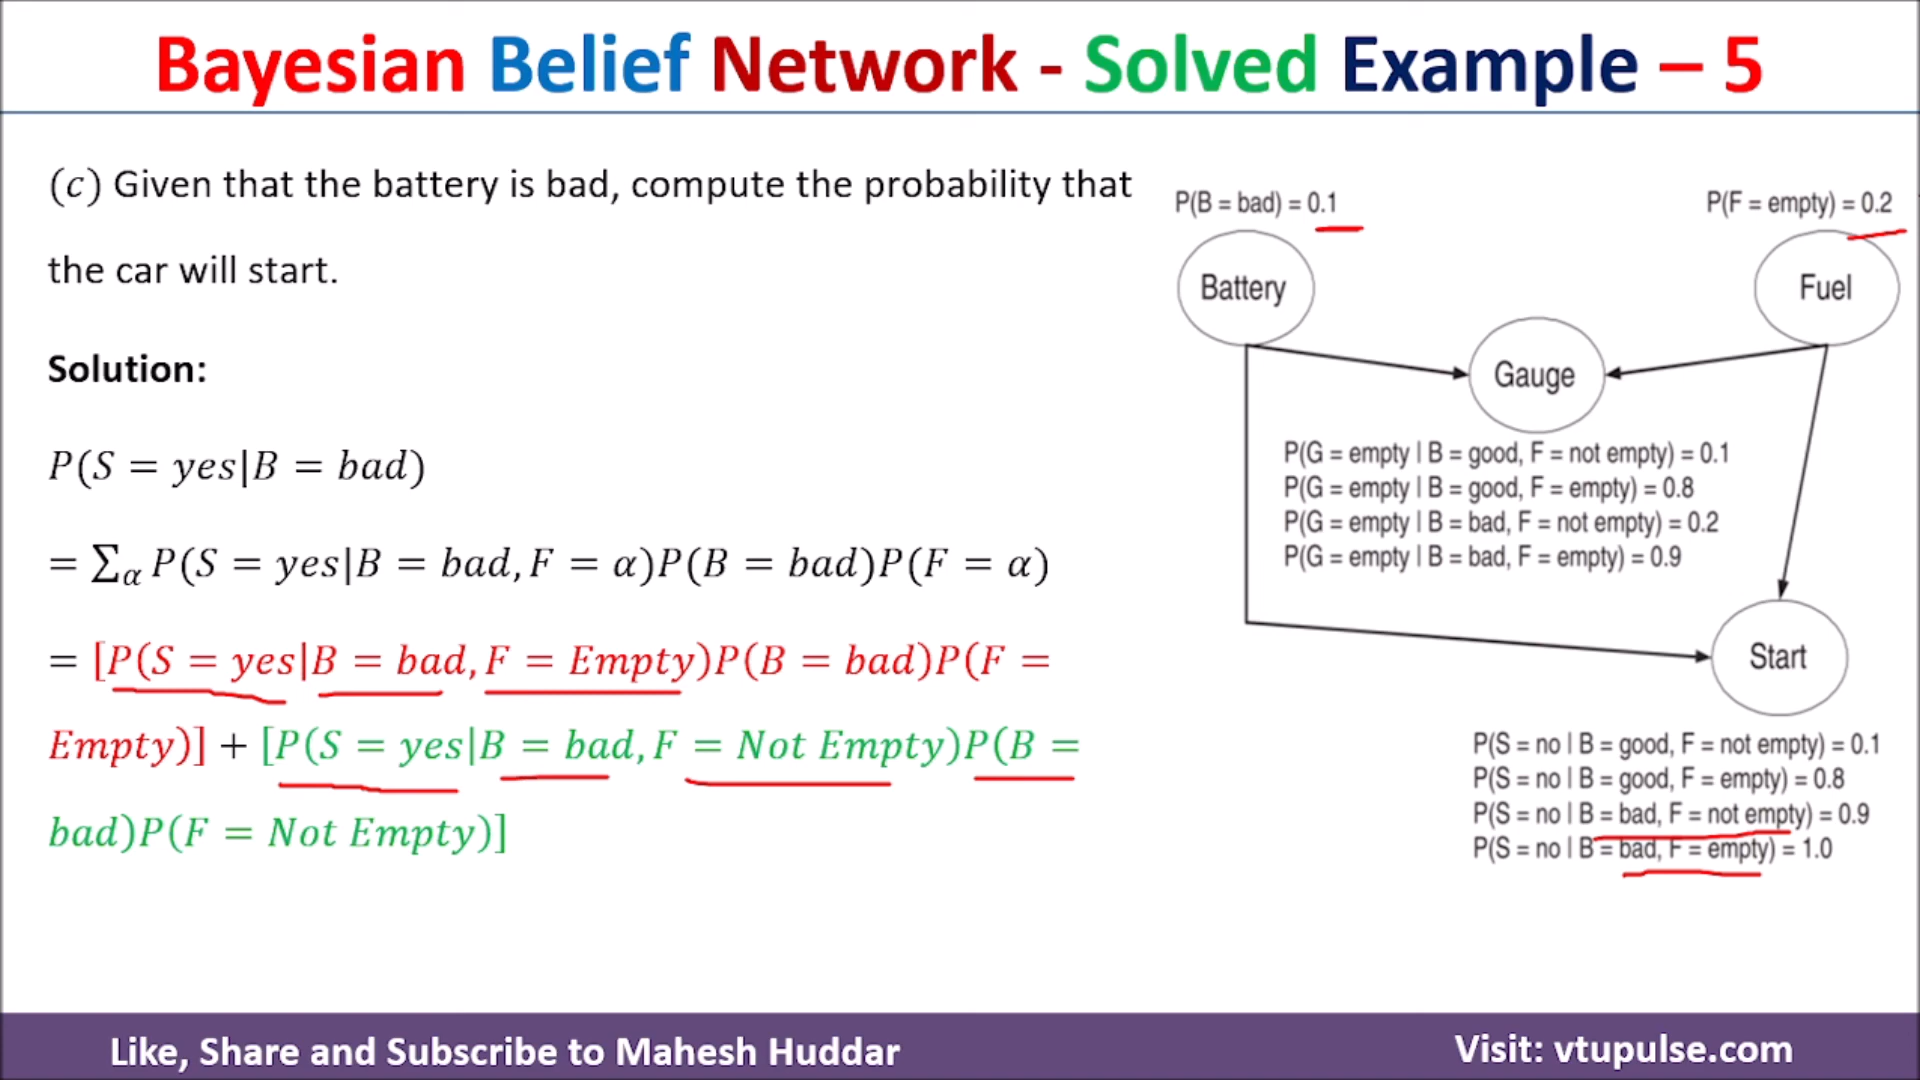 Bayesian Belief Network - Solved Example – 5
(c) Given that the battery is bad, compute the probability that
the car will start.
Solution:
P(S = yes|B = bad)
= ∑α P(S = yes|B = bad, F = α)P(B = bad)P(F = α)
= [P(S = yes|B = bad, F = Empty)P(B = bad)P(F =
Empty)] + [P(S = yes|B = bad, F = Not Empty)P(B =
bad)P(F = Not Empty)]
P(B = bad) = 0.1
P(F = empty) = 0.2
Battery
Fuel
Gauge
P(G = empty | B = good, F = not empty) = 0.1
P(G = empty | B = good, F = empty) = 0.8
P(G = empty | B = bad, F = not empty) = 0.2
P(G = empty | B = bad, F = empty) = 0.9
Start
P(S = no | B = good, F = not empty) = 0.1
P(S = no | B = good, F = empty) = 0.8
P(S = no | B = bad, F = not empty) = 0.9
P(S = no | B = bad, F = empty) = 1.0
Like, Share and Subscribe to Mahesh Huddar
Visit: vtupulse.com